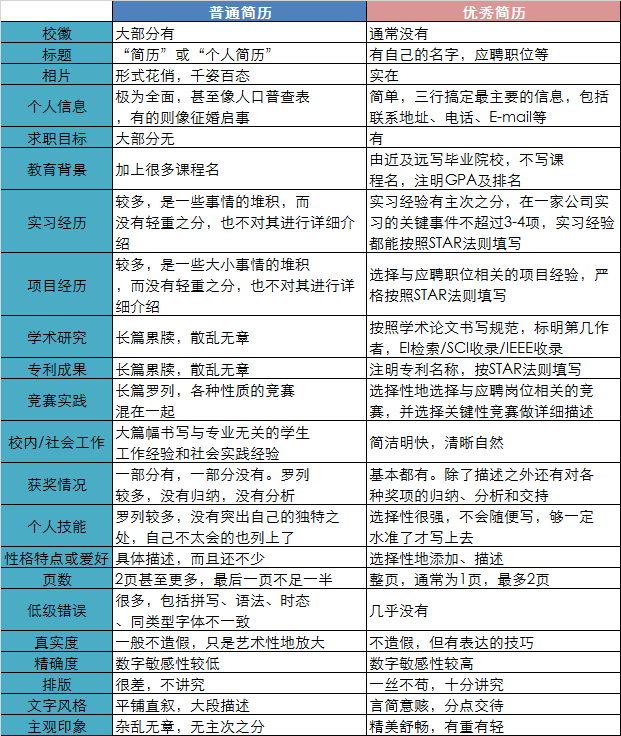 普通简历 优秀简历
校徽 大部分有 通常没有
标题 “简历”或“个人简历” 有自己的名字，应聘职位等
相片 形式花俏，千姿百态 实在
个人信息
极为全面，甚至像人口普查表
，有的则像征婚启事
简单，三行搞定最主要的信息，包括
联系地址、电话、E-mail等
求职目标 大部分无 有
教育背景 加上很多课程名
由近及远写毕业院校，不写课
程名，注明GPA及排名
实习经历
较多，是一些事情的堆积，而
没有轻重之分，也不对其进行详细介
绍
实习经验有主次之分，在一家公司实
习的关键事件不超过3-4项，实习经验
都能按照STAR法则填写
项目经历
较多，是一些大小事情的堆积
，而没有轻重之分，也不对其进行详
细介绍
选择与应聘职位相关的项目经验，严
格按照STAR法则填写
学术研究 长篇累牍，散乱无章
按照学术论文书写规范，标明第几作
者，EI检索/SCI收录/IEEE收录
专利成果 长篇累牍，散乱无章 注明专利名称，按STAR法则填写
竞赛实践
长篇罗列，各种性质的竞赛
混在一起
选择性地选择与应聘岗位相关的竞
赛，并选择关键性竞赛做详细描述
校内/社会工作
大篇幅书写与专业无关的学生
工作经验和社会实践经验
简洁明快，清晰自然
获奖情况
一部分有，一部分没有。罗列
较多，没有归纳，没有分析
基本都有。除了描述之外还有对各
种奖项的归纳、分析和交持
个人技能
罗列较多，没有突出自己的独特之
处，自己不太会的也列上了
选择性很强，不会随便写，够一定
水准了才写上去
性格特点或爱好 具体描述，而且还不少 选择性地添加、描述
页数 2页甚至更多，最后一页不足一半 整页，通常为1页，最多2页
低级错误
很多，包括拼写、语法、时态
、同类型字体不一致
几乎没有
真实度 一般不造假，只是艺术性地放大 不造假，但有表达的技巧
精确度 数字敏感性较低 数字敏感性较高
排版 很差，不讲究 一丝不苟，十分讲究
文字风格 平铺直叙，大段描述 言简意赅，分点交待
主观印象 杂乱无章，无主次之分 精美舒畅，有重有轻